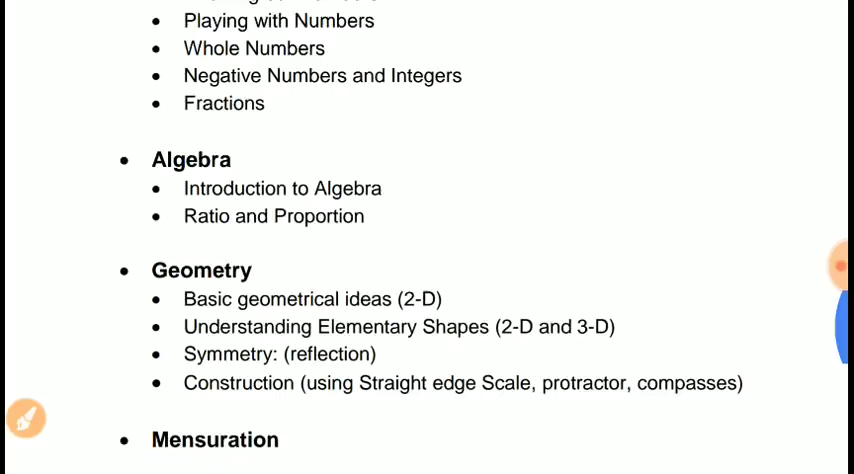 • Playing with Numbers
• Whole Numbers
• Negative Numbers and Integers
• Fractions
• Algebra
• Introduction to Algebra
• Ratio and Proportion
• Geometry
• Basic geometrical ideas (2-D)
• Understanding Elementary Shapes (2-D and 3-D)
• Symmetry: (reflection)
• Construction (using Straight edge Scale, protractor, compasses)
• Mensuration